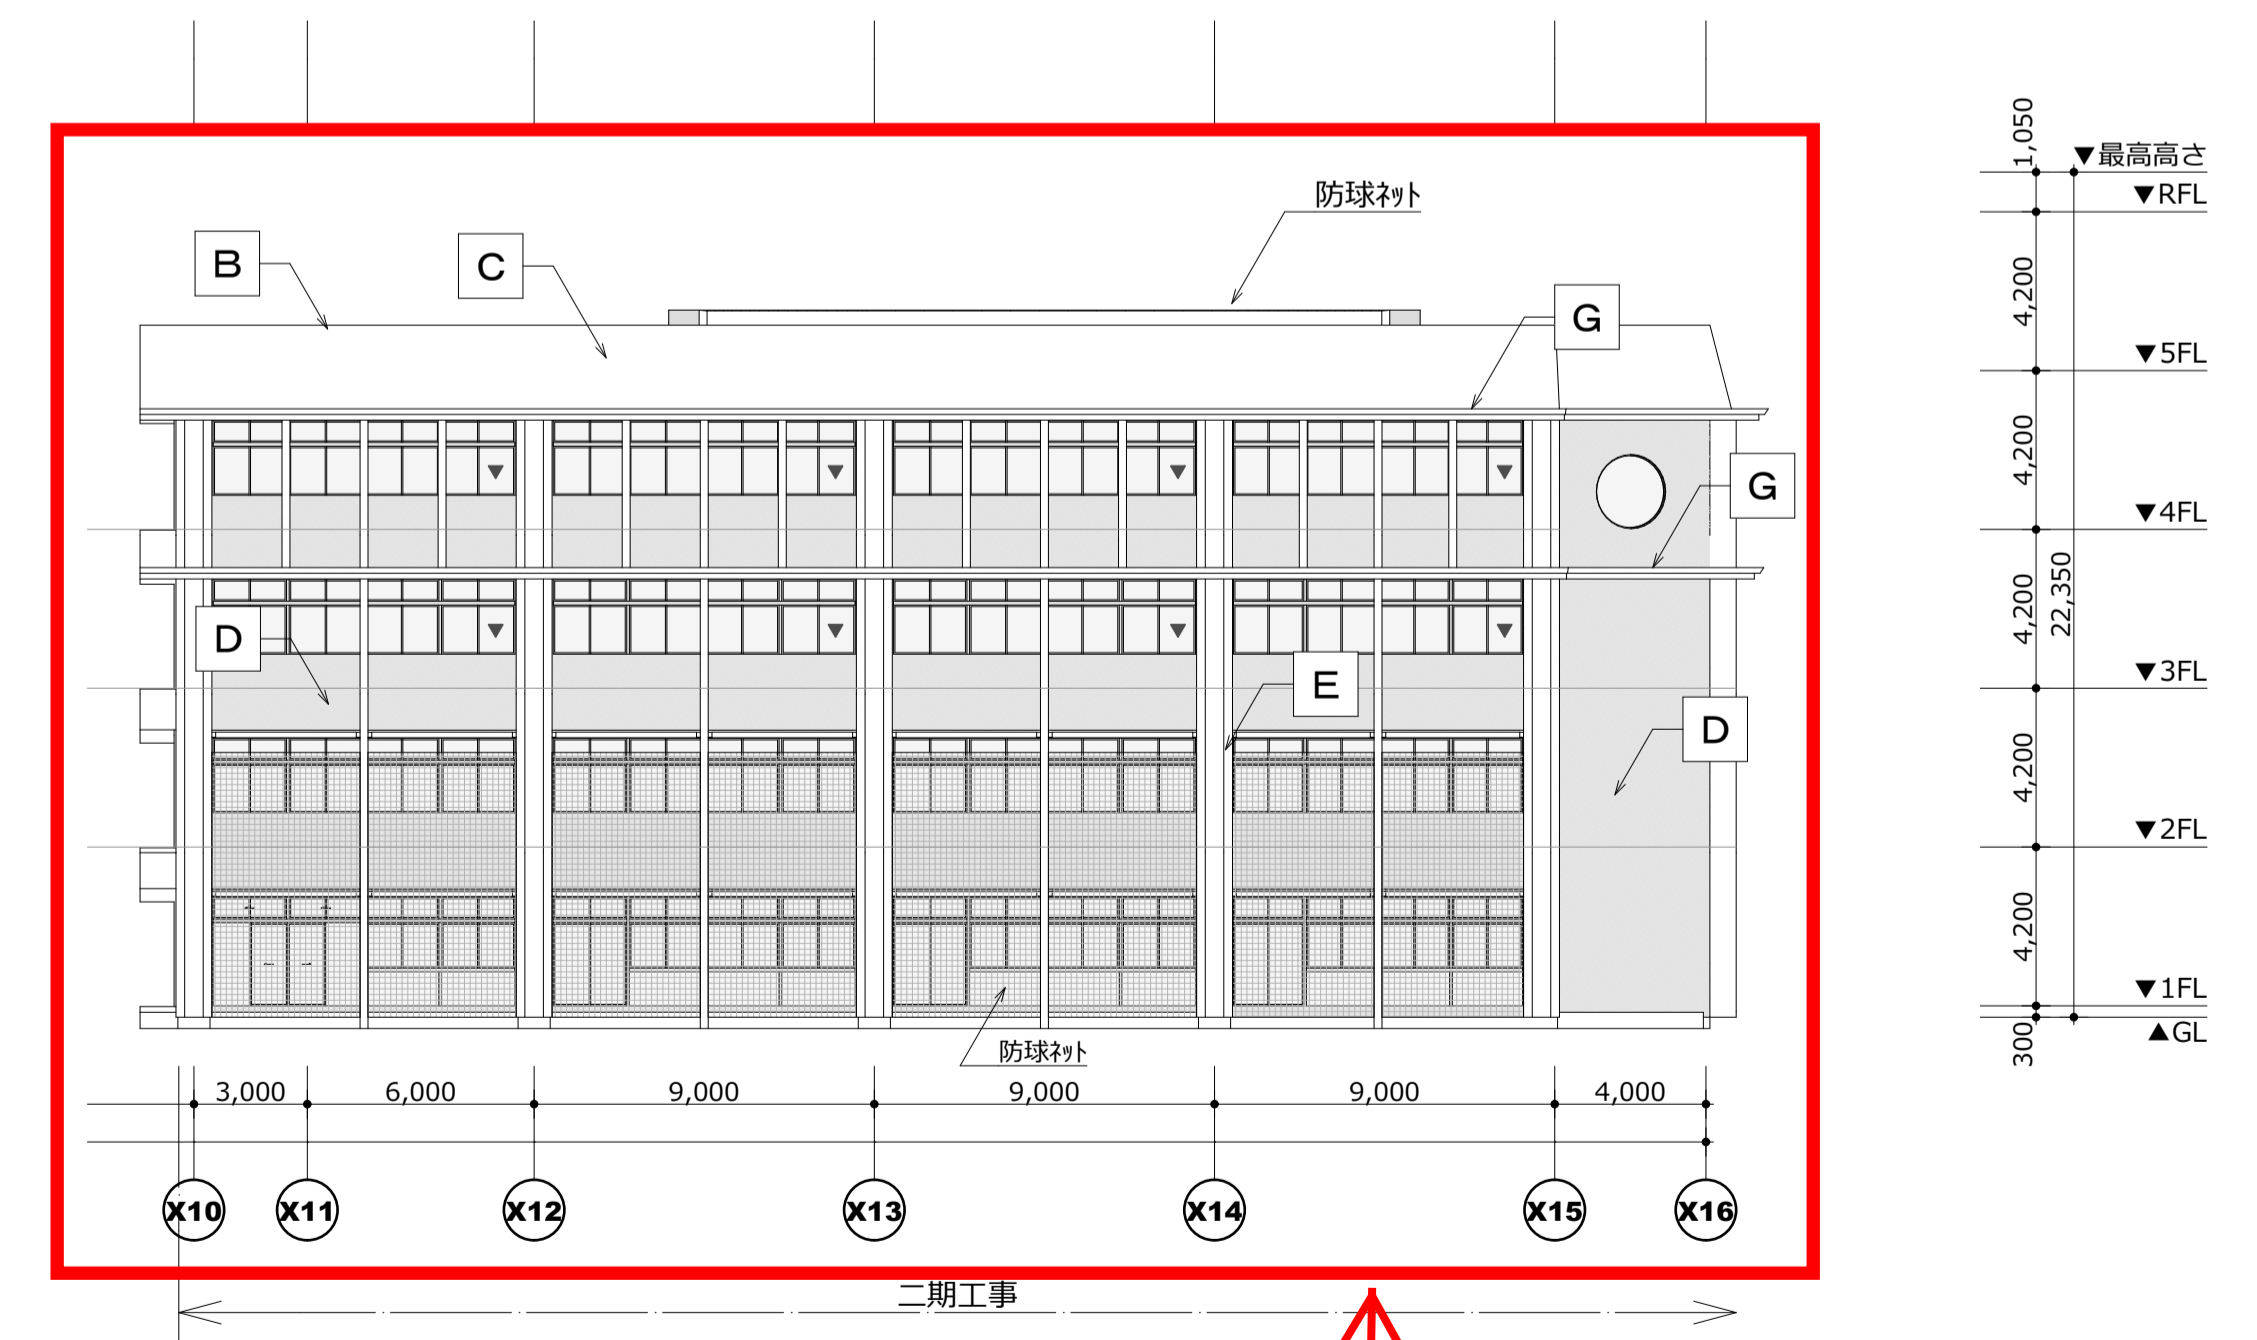 1,050
▼最高高さ
▼RFL
防球ネット
B
C
G
4,200
▼5FL
4,200
G
▼4FL
4,200
22,350
D
E
▼3FL
D
4,200
▼2FL
4,200
▼1FL
300
▲GL
防球ネット
3,000
6,000
9,000
9,000
9,000
4,000
X10
X11
X12
X13
X14
X15
X16
二期工事